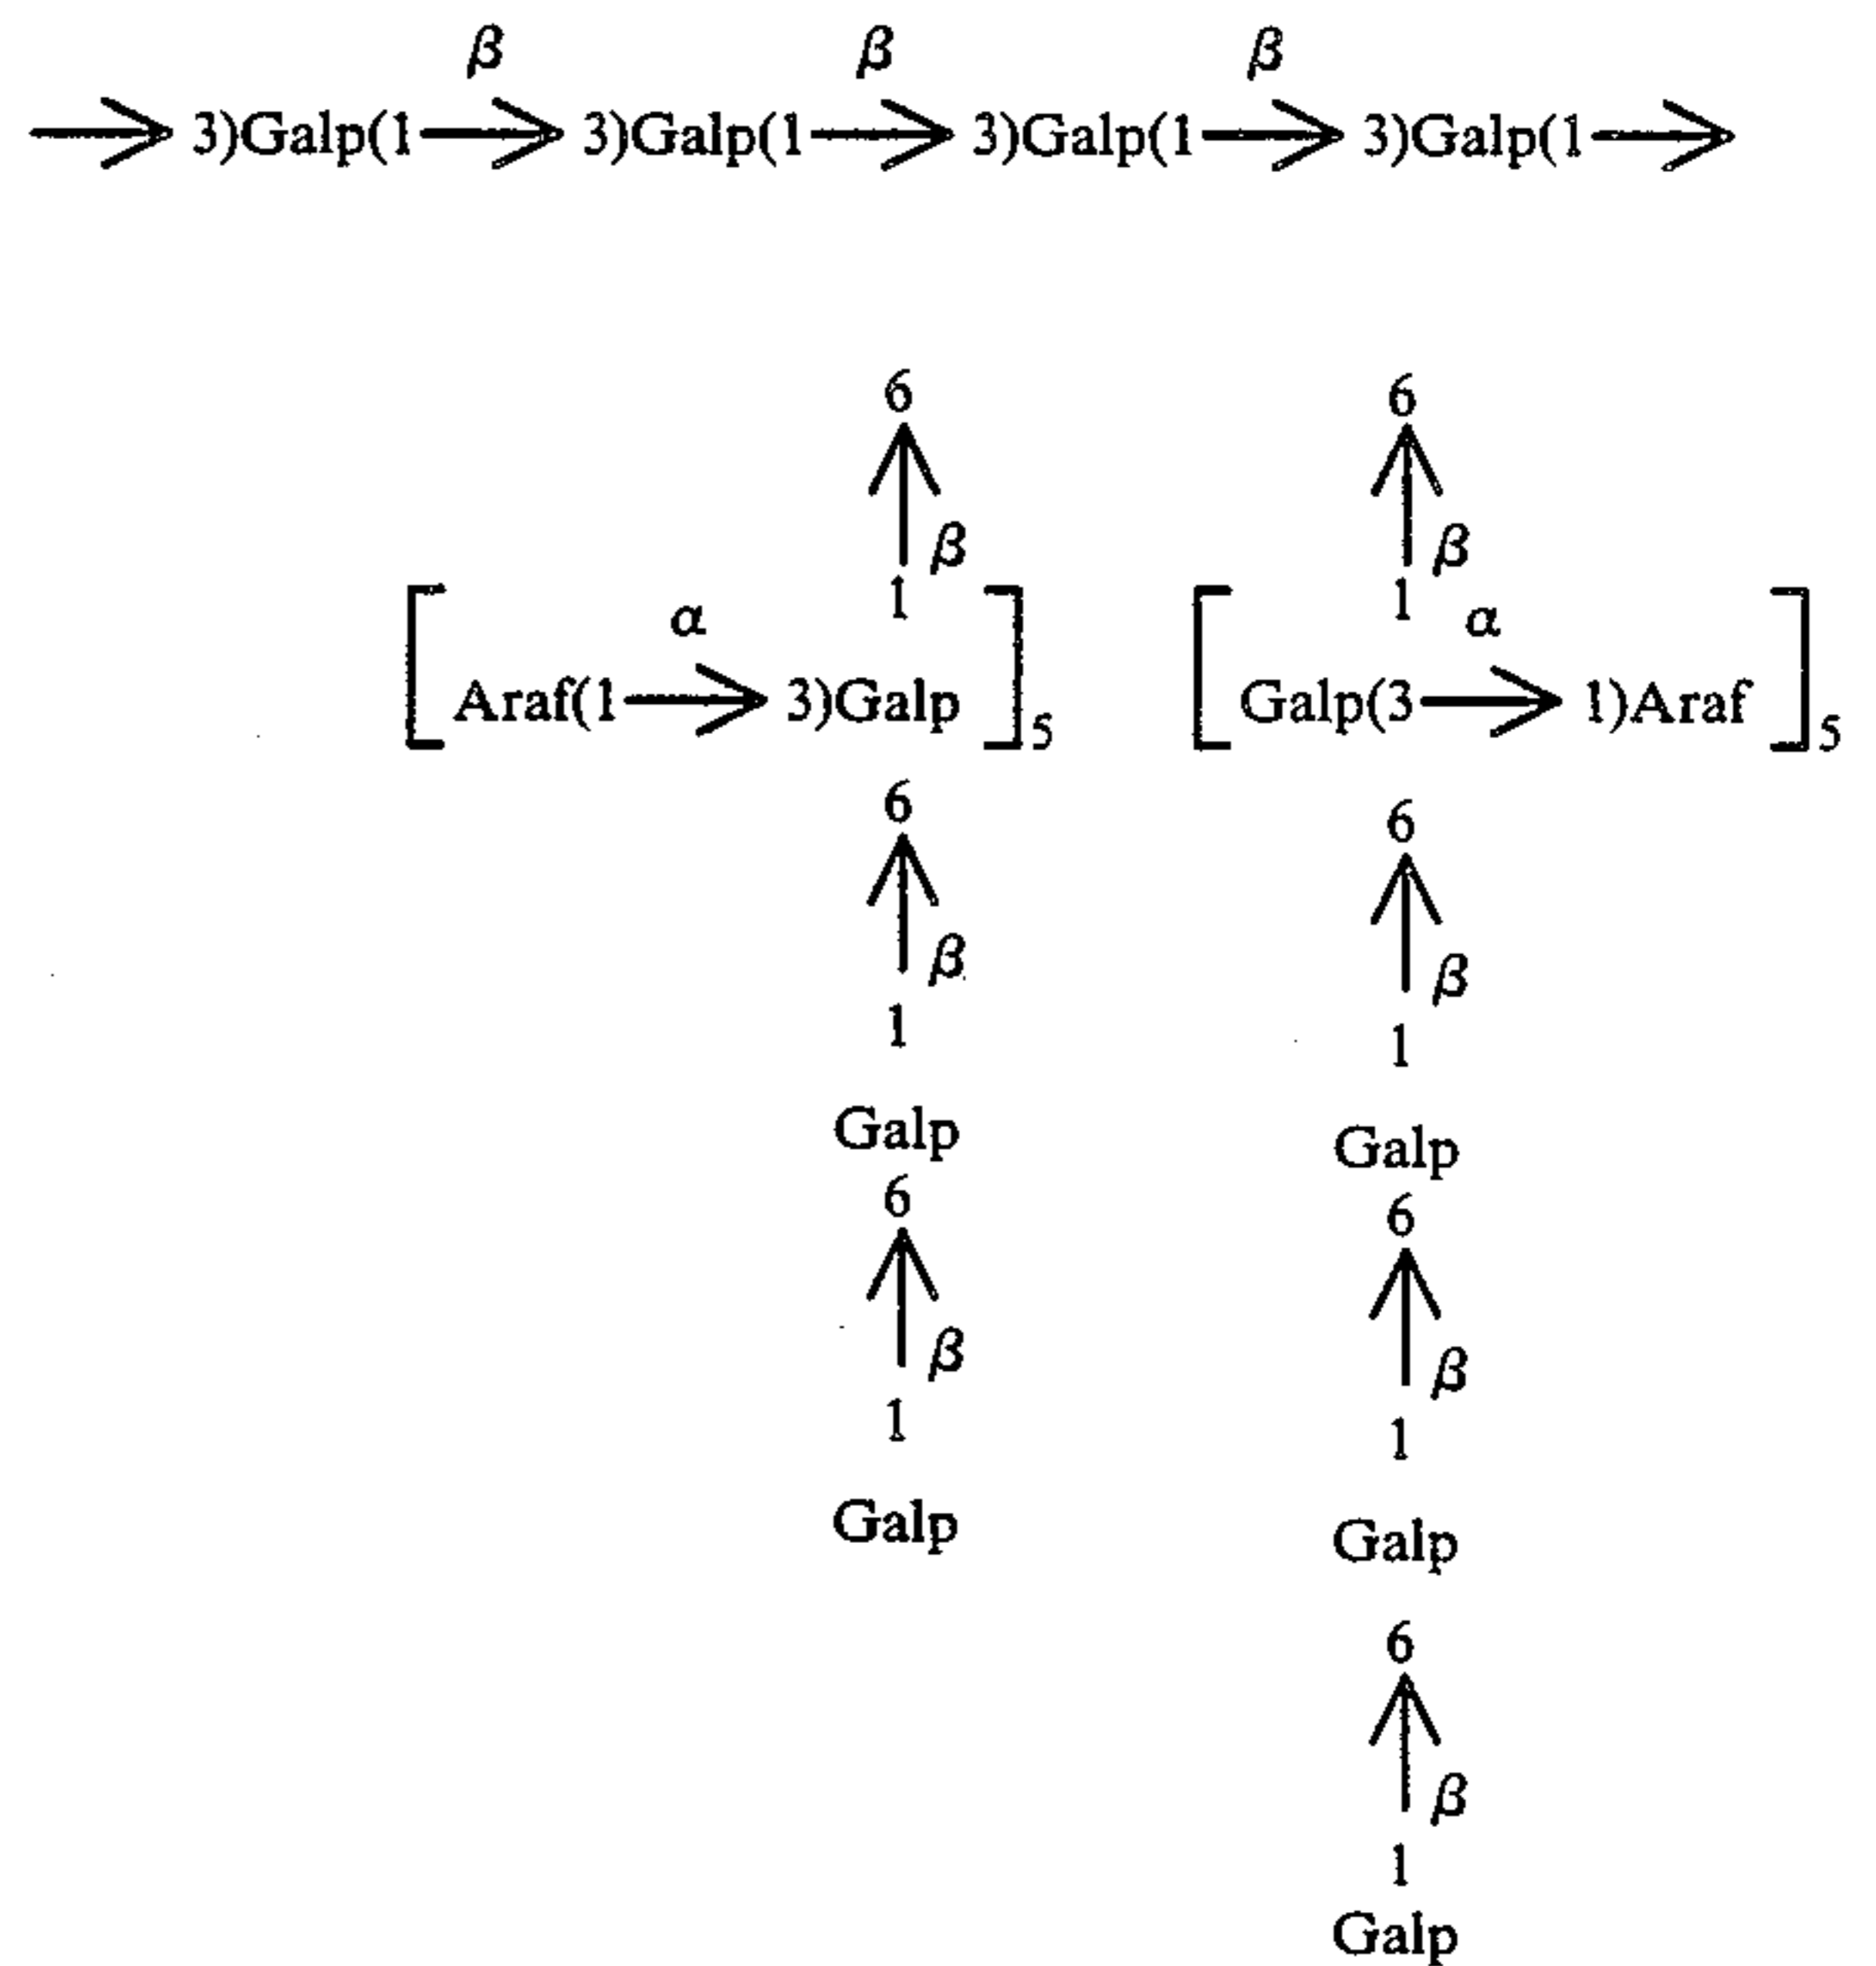 β β β
3)Galp(1 3)Galp(1 3)Galp(1 3)Galp(1
6 6
β β
1 1
α α
[Araf(1 3)Galp]5 [Galp(3 1)Araf]5
6 6
β β
1 1
Galp Galp
6 6
β β
1 1
Galp Galp
6
β
1
Galp